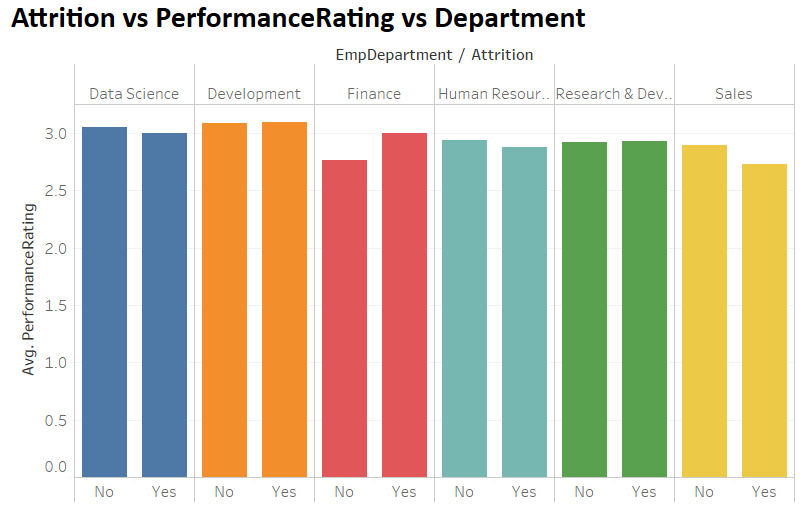 Attrition vs PerformanceRating vs Department
EmpDepartment / Attrition
Data Science Development Finance Human Resour.. Research & Dev.. Sales
Avg. PerformanceRating
3.0
2.5
2.0
1.5
1.0
0.5
0.0
No Yes No Yes No Yes No Yes No Yes No Yes